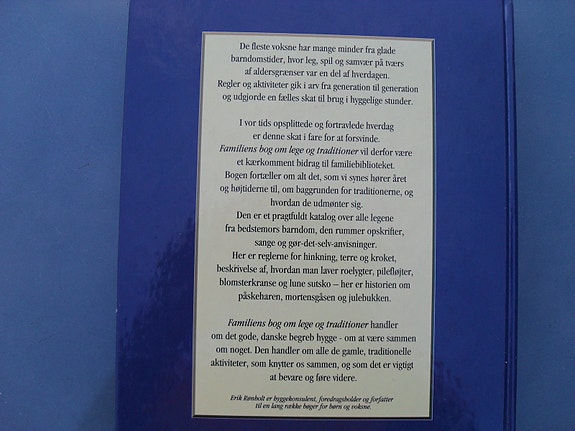 De fleste voksne har mange minder fra glade
barndomstider, hvor leg, spil og samvær på tværs
af aldersgrænser var en del af hverdagen.
Regler og aktiviteter gik i arv fra generation til generation
og udgjorde en fælles skat til brug i hyggelige stunder.
I vor tids opsplittede og fortravlede hverdag
er denne skat i fare for at forsvinde.
Familiens bog om lege og traditioner vil derfor være
et kærkomment bidrag til familiebiblioteket.
Bogen fortæller om alt det, som vi synes hører året
og højtiderne til, om baggrunden for traditionerne, og
hvordan de udmønter sig.
Den er et pragtfuldt katalog over alle legene
fra bedstemors barndom, den rummer opskrifter,
sange og gør-det-selv-anvisninger.
Her er reglerne for hinkning, terre og kroket,
beskrivelse af, hvordan man laver roelygter, pilefløjter,
blomsterkranse og lune sutsko – her er historien om
påskeharen, mortensgåsen og julebukken.
Familiens bog om lege og traditioner handler
om det gode, danske begreb hygge - om at være sammen
om noget. Den handler om alle de gamle, traditionelle
aktiviteter, som knytter os sammen, og som det er vigtigt
at bevare og føre videre.
Erik Rømbolt er hyggekonsulent, foredragsholder og forfatter
til en lang række bøger for børn og voksne.